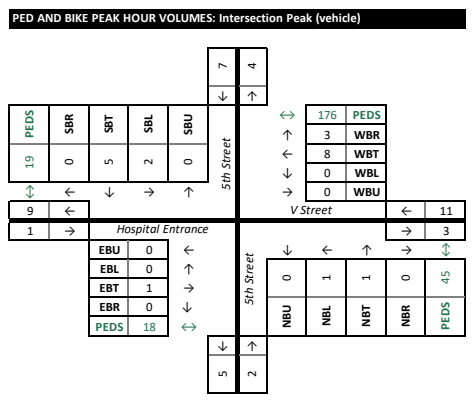 PED AND BIKE PEAK HOUR VOLUMES: Intersection Peak (vehicle)
7 4
↓ ↑
PEDS SBR SBT SBL SBU
19 0 5 2 0
↕ ← ↓ → ↑
5th Street
↔ 176 PEDS
↑ 3 WBR
← 8 WBT
↓ 0 WBL
→ 0 WBU
9 ←
V Street
← 11
1 →
Hospital Entrance
→ 3
EBU 0 ←
EBL 0 ↑
EBT 1 →
EBR 0 ↓
PEDS 18 ↔
5th Street
↓ ← ↑ → ↕
0 1 1 0 45
NBU NBL NBT NBR PEDS
↓ ↑
5 2